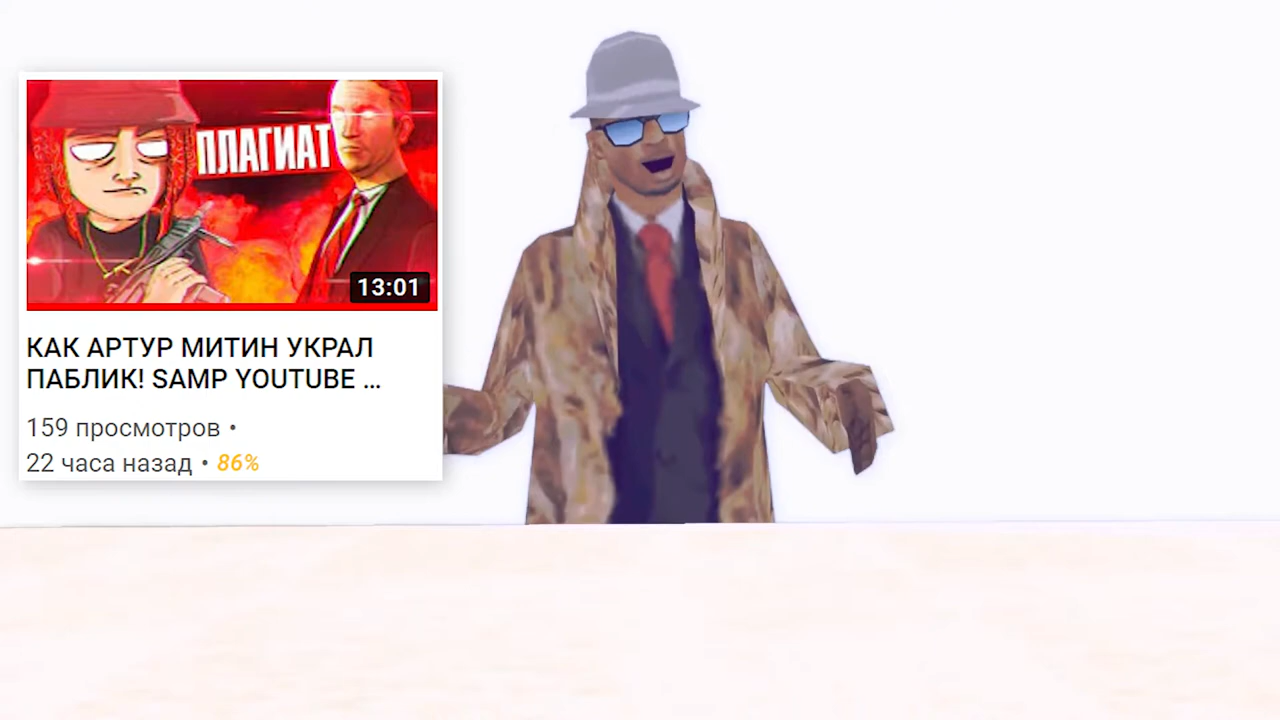 ПЛАГИАТ
13:01
КАК АРТУР МИТИН УКРАЛ
ПАБЛИК! SAMP YOUTUBE ...
159 просмотров •
22 часа назад • 86%